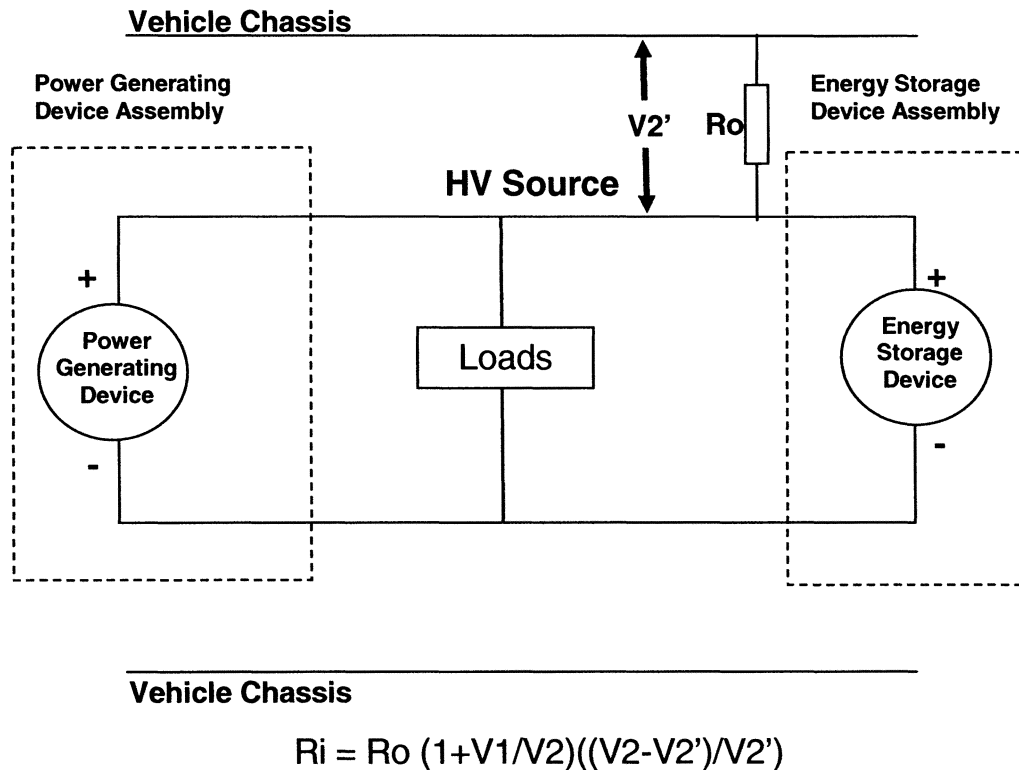 Vehicle Chassis
Power Generating
Device Assembly
Energy Storage
Device Assembly
V2’
Ro
HV Source
+
+
Power
Generating
Device
Loads
Energy
Storage
Device
-
-
Vehicle Chassis
Ri = Ro (1+V1/V2)((V2-V2’)/V2’)